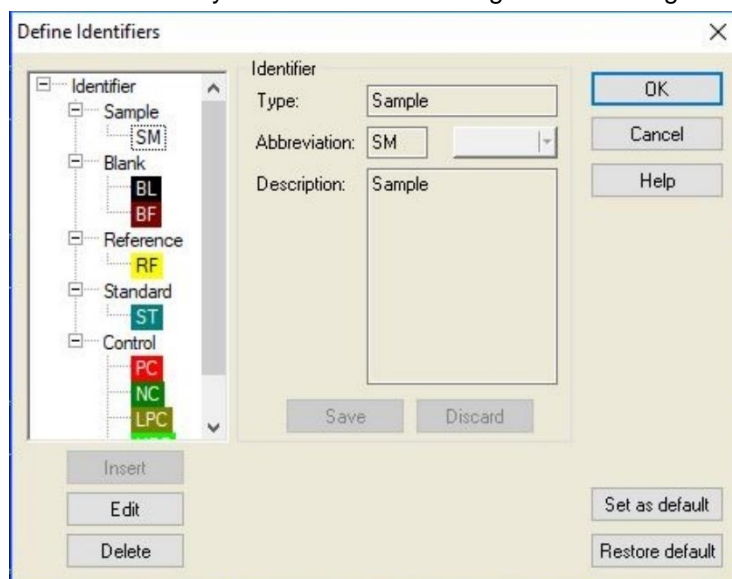 Define Identifiers
Identifier
Sample
SM
Blank
BL
BF
Reference
RF
Standard
ST
Control
PC
NC
LPC
Identifier
Type: Sample
Abbreviation: SM
Description: Sample
Save Discard
OK
Cancel
Help
Insert
Edit
Delete
Set as default
Restore default